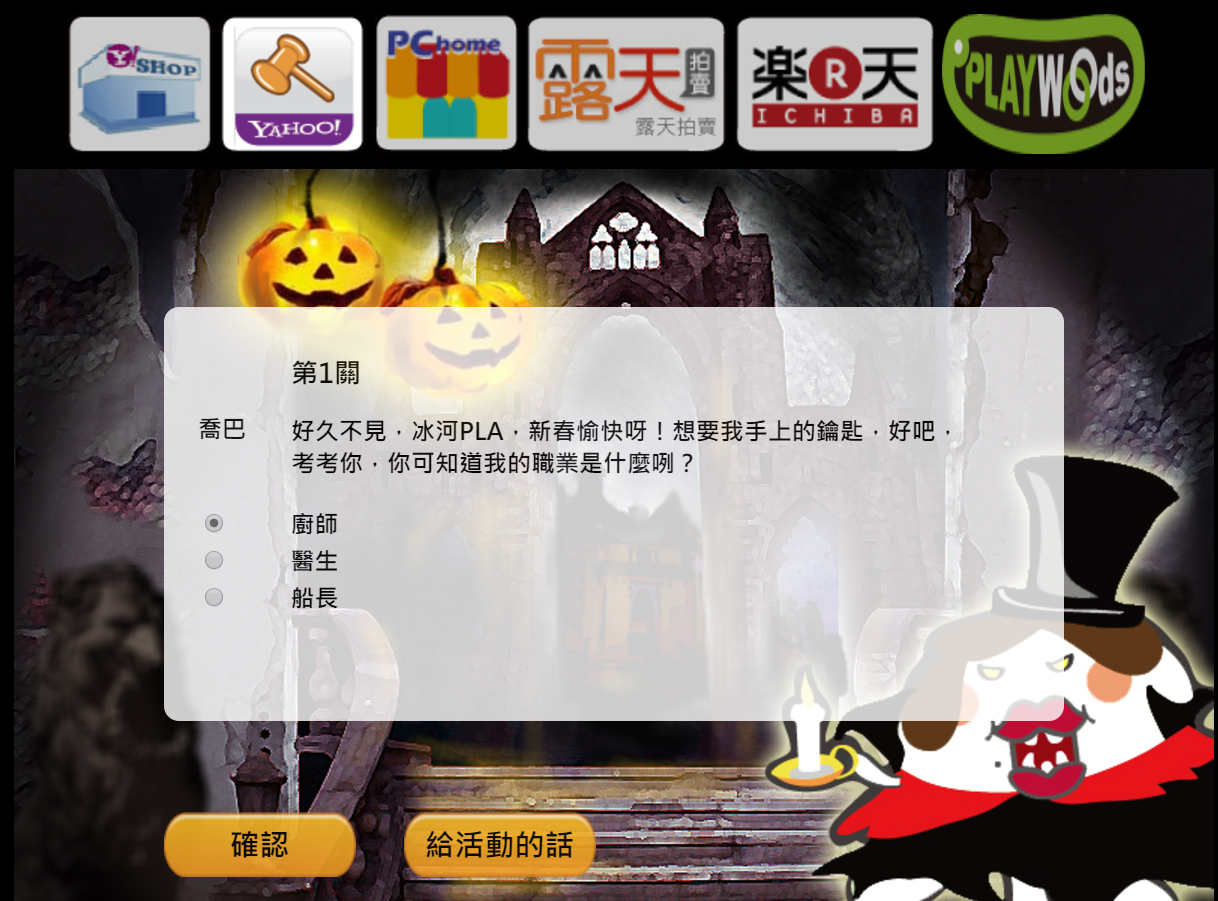 Y! SHOP
YAHOO!
PChome
露天拍賣
露天拍賣
楽R天
ICHIBA
PLAYWOods
第1關
喬巴
好久不見，冰河PLA，新春愉快呀！想要我手上的鑰匙，好吧，
考考你，你可知道我的職業是什麼咧？
廚師
醫生
船長
確認
給活動的話